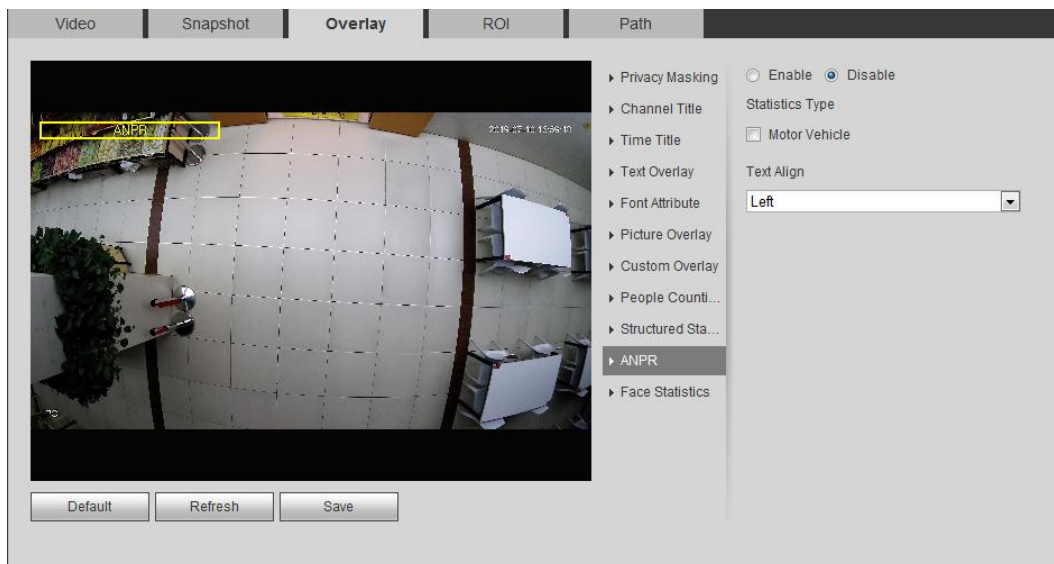 Video Snapshot Overlay ROI Path
ANPR
Privacy Masking
Channel Title
Time Title
Text Overlay
Font Attribute
Picture Overlay
Custom Overlay
People Counti...
Structured Sta...
ANPR
Face Statistics
Enable Disable
Statistics Type
Motor Vehicle
Text Align
Left
Default Refresh Save